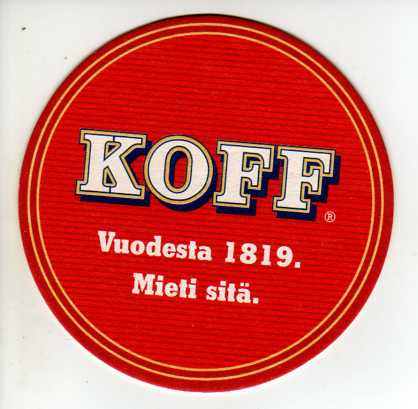 KOFF®
Vuodesta 1819.
Mieti sitä.